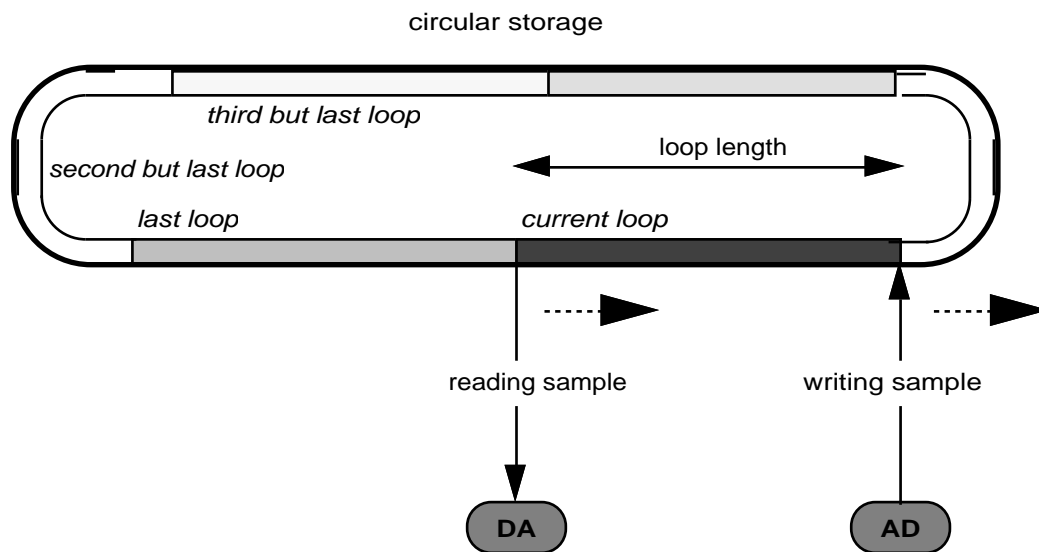 circular storage
third but last loop
loop length
second but last loop
last loop
current loop
reading sample
writing sample
DA
AD